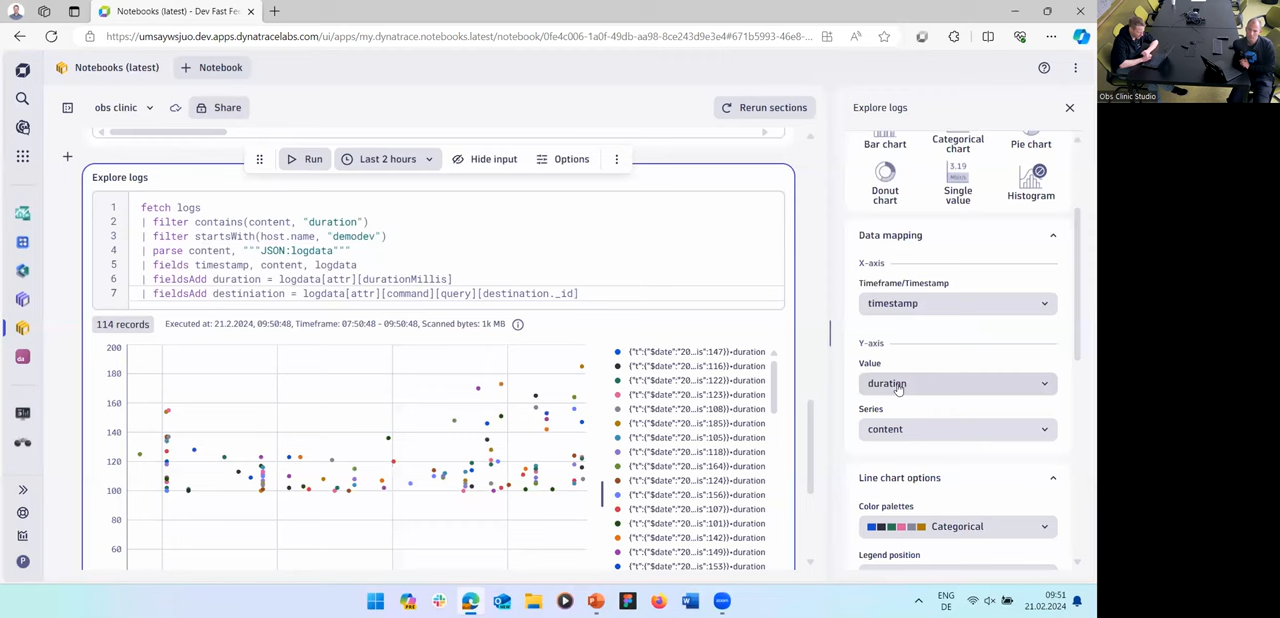 Notebooks (latest) - Dev Fast Fe
https://umsaywsjuo.dev.apps.dynatracelabs.com/ui/apps/my.dynatrace.notebooks.latest/notebook/0fe4c006-1a0f-49db-aa98-8ce243d9e3e4#671b5993-46e8-...
Notebooks (latest)
Notebook
obs clinic
Share
Rerun sections
Run
Last 2 hours
Hide input
Options
Explore logs
1 fetch logs
2 | filter contains(content, "duration")
3 | filter startsWith(host.name, "demodev")
4 | parse content, """JSON:logdata"""
5 | fields timestamp, content, logdata
6 | fieldsAdd duration = logdata[attr][durationMillis]
7 | fieldsAdd destiniation = logdata[attr][command][query][destination._id]
114 records
Executed at: 21.2.2024, 09:50:48, Timeframe: 07:50:48 - 09:50:48, Scanned bytes: 1k MB
200
180
160
140
120
100
80
60
{"t":{"$date":"20...is":147}}•duration
{"t":{"$date":"20...is":116}}•duration
{"t":{"$date":"20...is":122}}•duration
{"t":{"$date":"20...is":123}}•duration
{"t":{"$date":"20...is":108}}•duration
{"t":{"$date":"20...is":185}}•duration
{"t":{"$date":"20...is":105}}•duration
{"t":{"$date":"20...is":118}}•duration
{"t":{"$date":"20...is":164}}•duration
{"t":{"$date":"20...is":124}}•duration
{"t":{"$date":"20...is":156}}•duration
{"t":{"$date":"20...is":107}}•duration
{"t":{"$date":"20...is":101}}•duration
{"t":{"$date":"20...is":142}}•duration
{"t":{"$date":"20...is":149}}•duration
{"t":{"$date":"20...is":153}}•duration
Explore logs
Bar chart
Categorical chart
Pie chart
Donut chart
3.19
Single value
Histogram
Data mapping
X-axis
Timeframe/Timestamp
timestamp
Y-axis
Value
duration
Series
content
Line chart options
Color palettes
Categorical
Legend position
Obs Clinic Studio
da
P
PRE
zoom
ENG
DE
09:51
21.02.2024